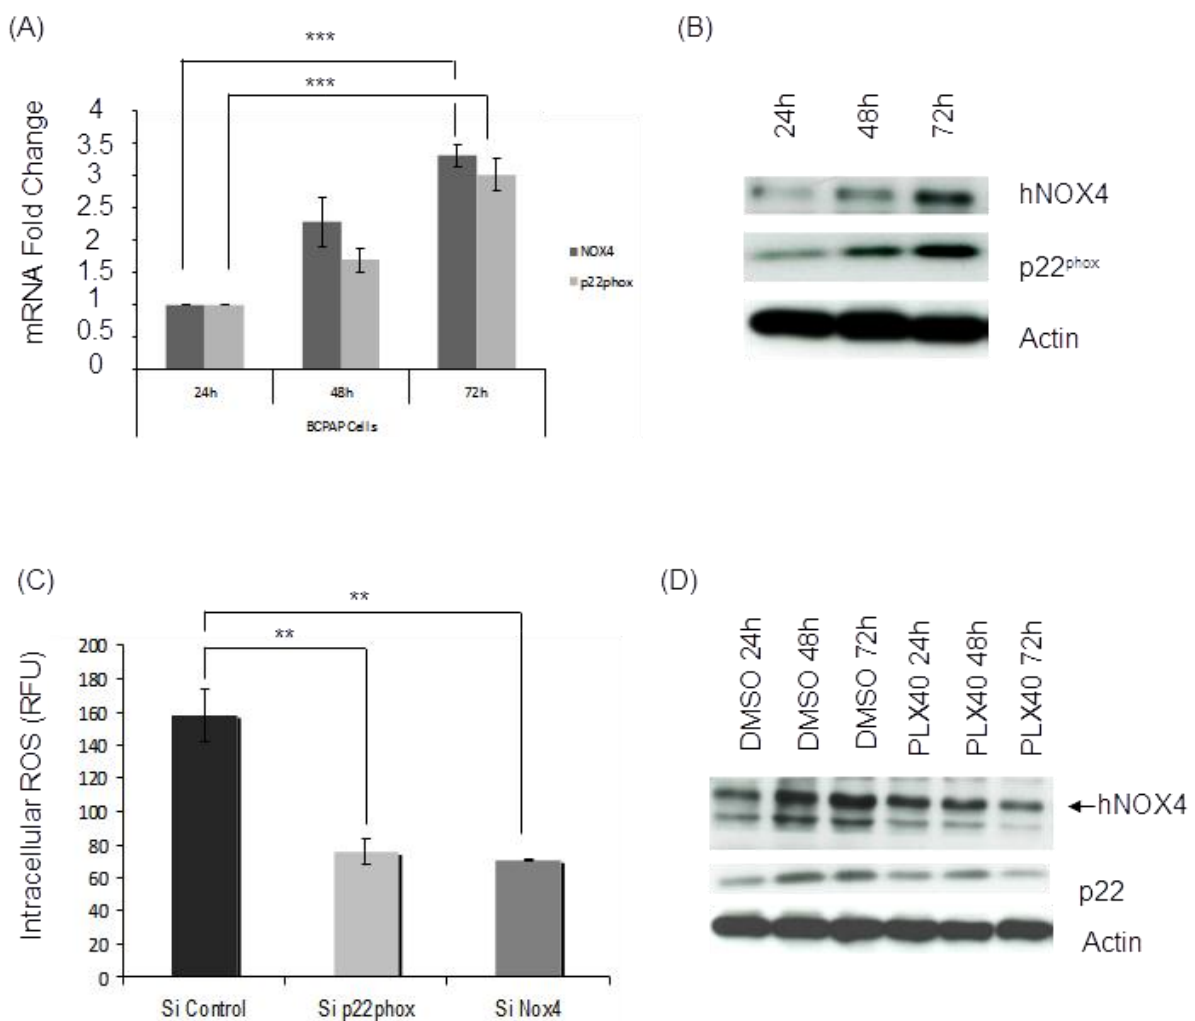 (A)
***
***
mRNA Fold Change
4
3.5
3
2.5
2
1.5
1
0.5
0
NOX4
p22phox
24h
48h
72h
BCPAP Cells
(B)
24h
48h
72h
hNOX4
p22phox
Actin
(C)
**
**
Intracellular ROS (RFU)
200
180
160
140
120
100
80
60
40
20
0
Si Control
Si p22phox
Si Nox4
(D)
DMSO 24h
DMSO 48h
DMSO 72h
PLX40 24h
PLX40 48h
PLX40 72h
←hNOX4
p22
Actin